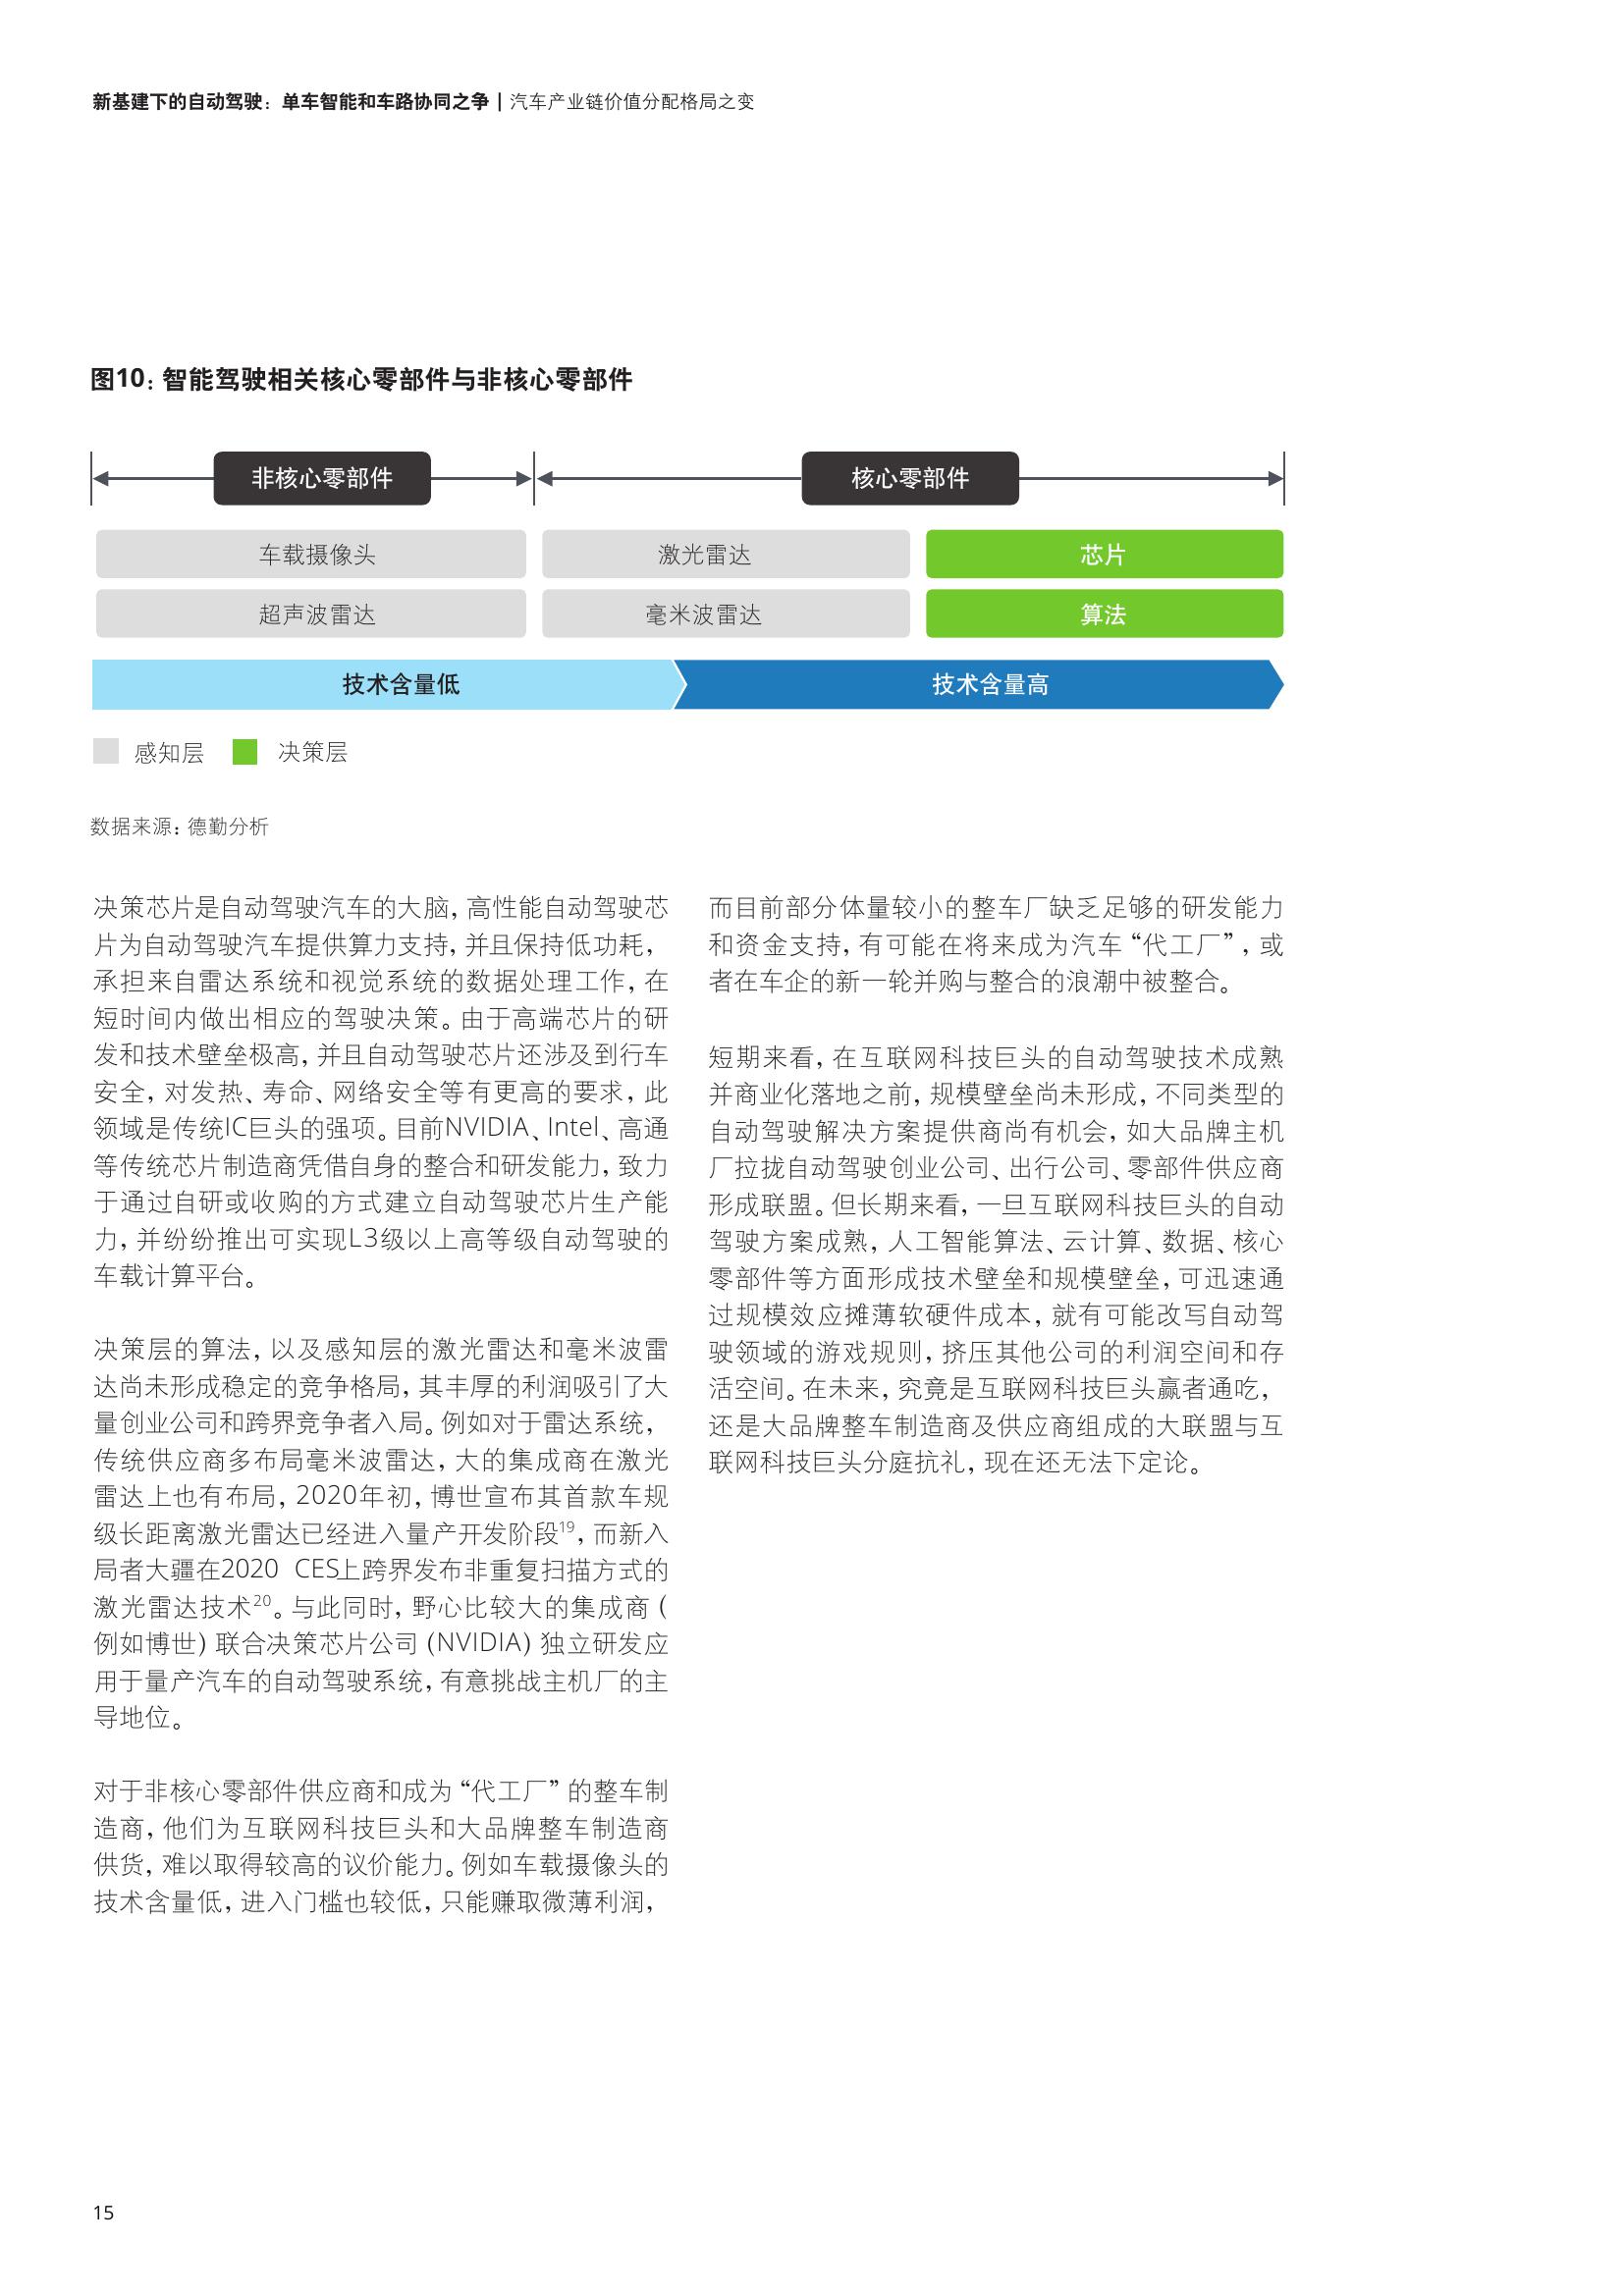 新基建下的自动驾驶：单车智能和车路协同之争 | 汽车产业链价值分配格局之变
图10：智能驾驶相关核心零部件与非核心零部件
非核心零部件 核心零部件
车载摄像头 激光雷达 芯片
超声波雷达 毫米波雷达 算法
技术含量低 技术含量高
感知层 决策层
数据来源：德勤分析
决策芯片是自动驾驶汽车的大脑，高性能自动驾驶芯
片为自动驾驶汽车提供算力支持，并且保持低功耗，
承担来自雷达系统和视觉系统的数据处理工作，在
短时间内做出相应的驾驶决策。由于高端芯片的研
发和技术壁垒极高，并且自动驾驶芯片还涉及到行车
安全，对发热、寿命、网络安全等有更高的要求，此
领域是传统IC巨头的强项。目前NVIDIA、Intel、高通
等传统芯片制造商凭借自身的整合和研发能力，致力
于通过自研或收购的方式建立自动驾驶芯片生产能
力，并纷纷推出可实现L3级以上高等级自动驾驶的
车载计算平台。
决策层的算法，以及感知层的激光雷达和毫米波雷
达尚未形成稳定的竞争格局，其丰厚的利润吸引了大
量创业公司和跨界竞争者入局。例如对于雷达系统，
传统供应商多布局毫米波雷达，大的集成商在激光
雷达上也有布局，2020年初，博世宣布其首款车规
级长距离激光雷达已经进入量产开发阶段19，而新入
局者大疆在2020 CES上跨界发布非重复扫描方式的
激光雷达技术20。与此同时，野心比较大的集成商（
例如博世）联合决策芯片公司（NVIDIA）独立研发应
用于量产汽车的自动驾驶系统，有意挑战主机厂的主
导地位。
对于非核心零部件供应商和成为“代工厂”的整车制
造商，他们为互联网科技巨头和大品牌整车制造商
供货，难以取得较高的议价能力。例如车载摄像头的
技术含量低，进入门槛也较低，只能赚取微薄利润，
而目前部分体量较小的整车厂缺乏足够的研发能力
和资金支持，有可能在将来成为汽车“代工厂”，或
者在车企的新一轮并购与整合的浪潮中被整合。
短期来看，在互联网科技巨头的自动驾驶技术成熟
并商业化落地之前，规模壁垒尚未形成，不同类型的
自动驾驶解决方案提供商尚有机会，如大品牌主机
厂拉拢自动驾驶创业公司、出行公司、零部件供应商
形成联盟。但长期来看，一旦互联网科技巨头的自动
驾驶方案成熟，人工智能算法、云计算、数据、核心
零部件等方面形成技术壁垒和规模壁垒，可迅速通
过规模效应摊薄软硬件成本，就有可能改写自动驾
驶领域的游戏规则，挤压其他公司的利润空间和存
活空间。在未来，究竟是互联网科技巨头赢者通吃，
还是大品牌整车制造商及供应商组成的大联盟与互
联网科技巨头分庭抗礼，现在还无法下定论。
15